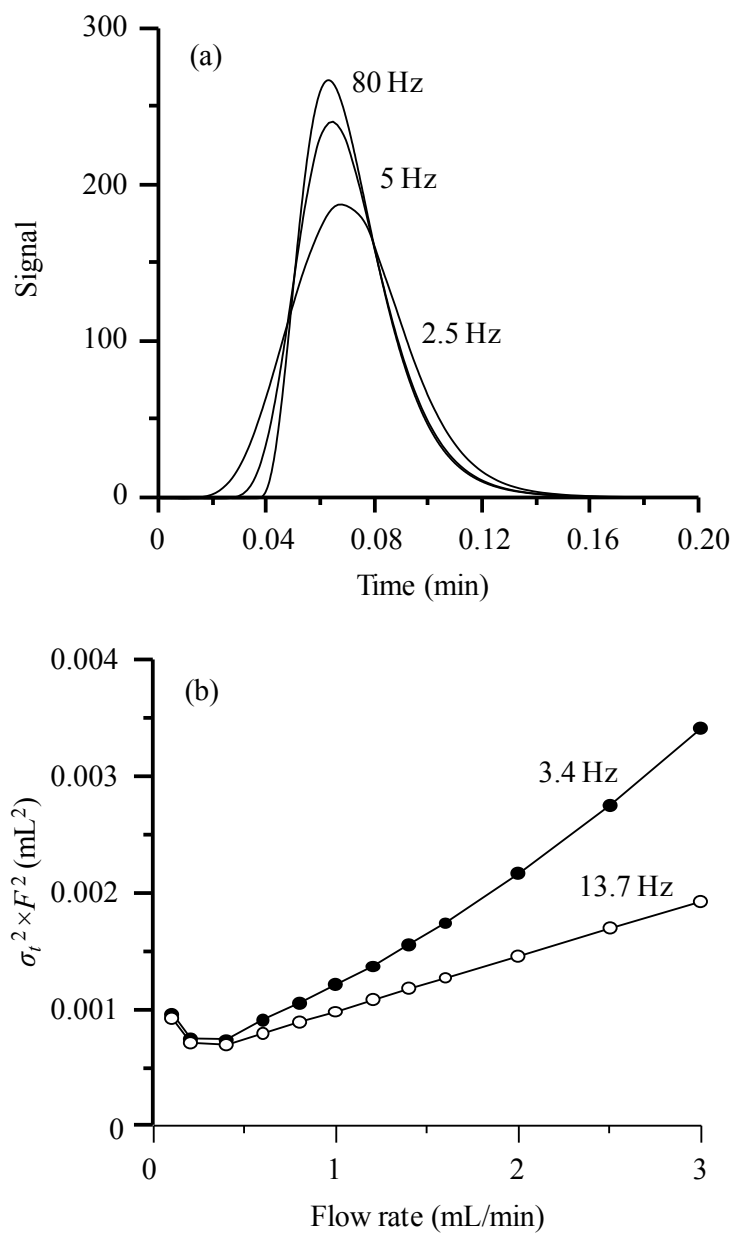 300
(a)
80 Hz
200
5 Hz
Signal
2.5 Hz
100
0
0 0.04 0.08 0.12 0.16 0.20
Time (min)
0.004
(b)
0.003
3.4 Hz
σₜ² × F² (mL²)
0.002
13.7 Hz
0.001
0
0 1 2 3
Flow rate (mL/min)